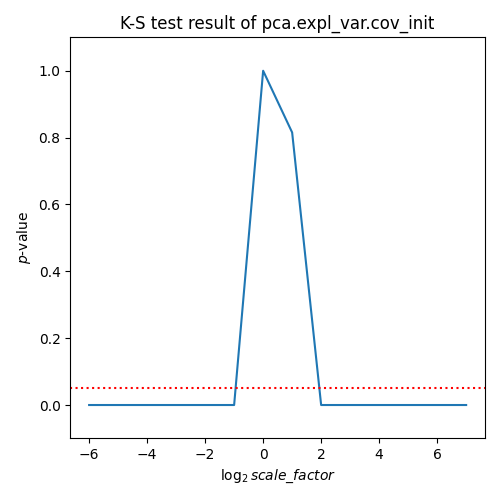 K-S test result of pca.expl_var.cov_init
1.0
0.8
0.6
0.4
0.2
0.0
p-value
−6 −4 −2 0 2 4 6
log₂ scale_factor